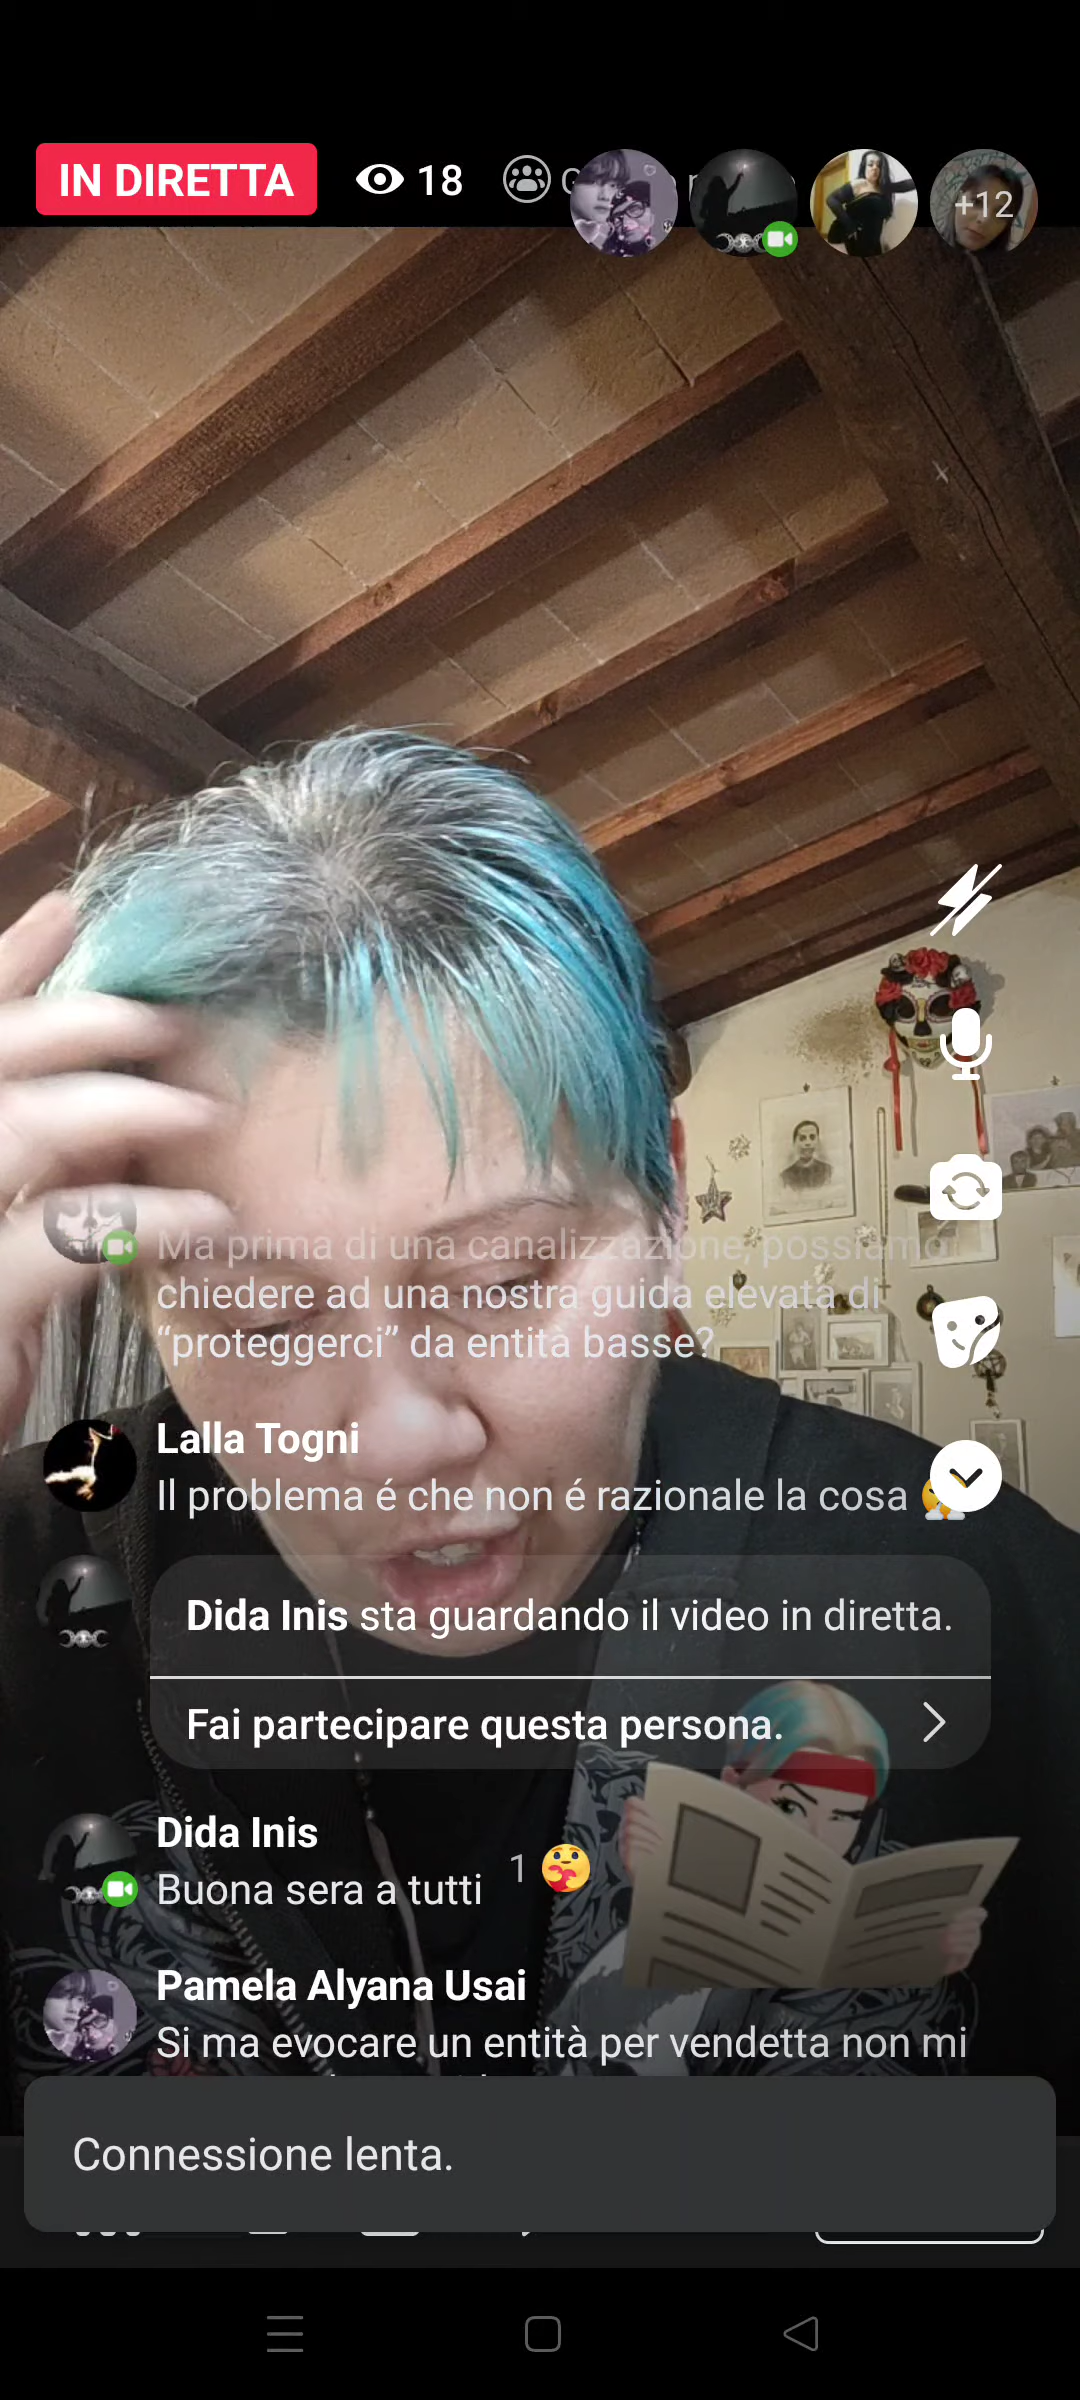 IN DIRETTA 18
+12
Ma prima di una canalizzazione, possiamo
chiedere ad una nostra guida elevata di
“proteggerci” da entità basse?
Lalla Togni
Il problema é che non é razionale la cosa
Dida Inis sta guardando il video in diretta.
Fai partecipare questa persona.
Dida Inis
Buona sera a tutti 1
Pamela Alyana Usai
Si ma evocare un entità per vendetta non mi
Connessione lenta.